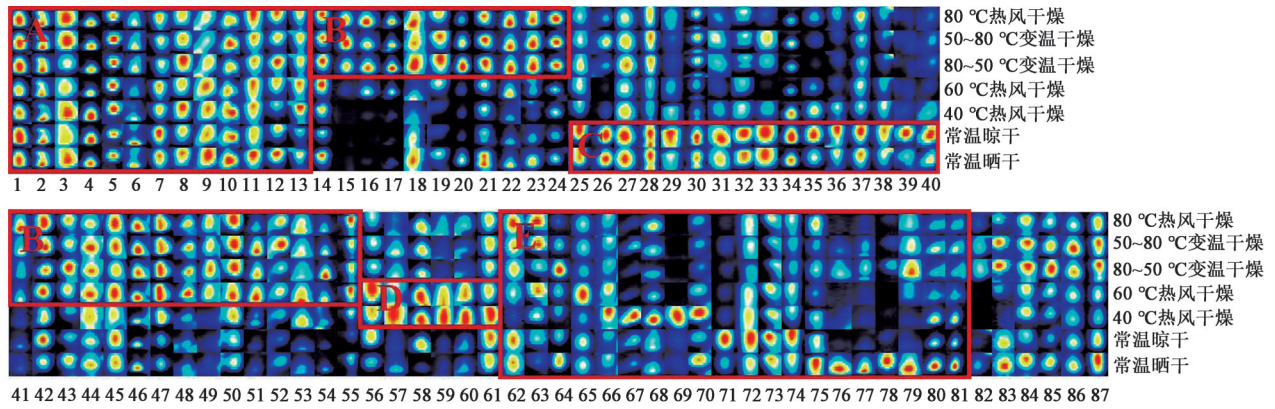 A
B
C
80 ℃热风干燥
50~80 ℃变温干燥
80~50 ℃变温干燥
60 ℃热风干燥
40 ℃热风干燥
常温晾干
常温晒干
1 2 3 4 5 6 7 8 9 10 11 12 13 14 15 16 17 18 19 20 21 22 23 24 25 26 27 28 29 30 31 32 33 34 35 36 37 38 39 40
B
D
E
80 ℃热风干燥
50~80 ℃变温干燥
80~50 ℃变温干燥
60 ℃热风干燥
40 ℃热风干燥
常温晾干
常温晒干
41 42 43 44 45 46 47 48 49 50 51 52 53 54 55 56 57 58 59 60 61 62 63 64 65 66 67 68 69 70 71 72 73 74 75 76 77 78 79 80 81 82 83 84 85 86 87